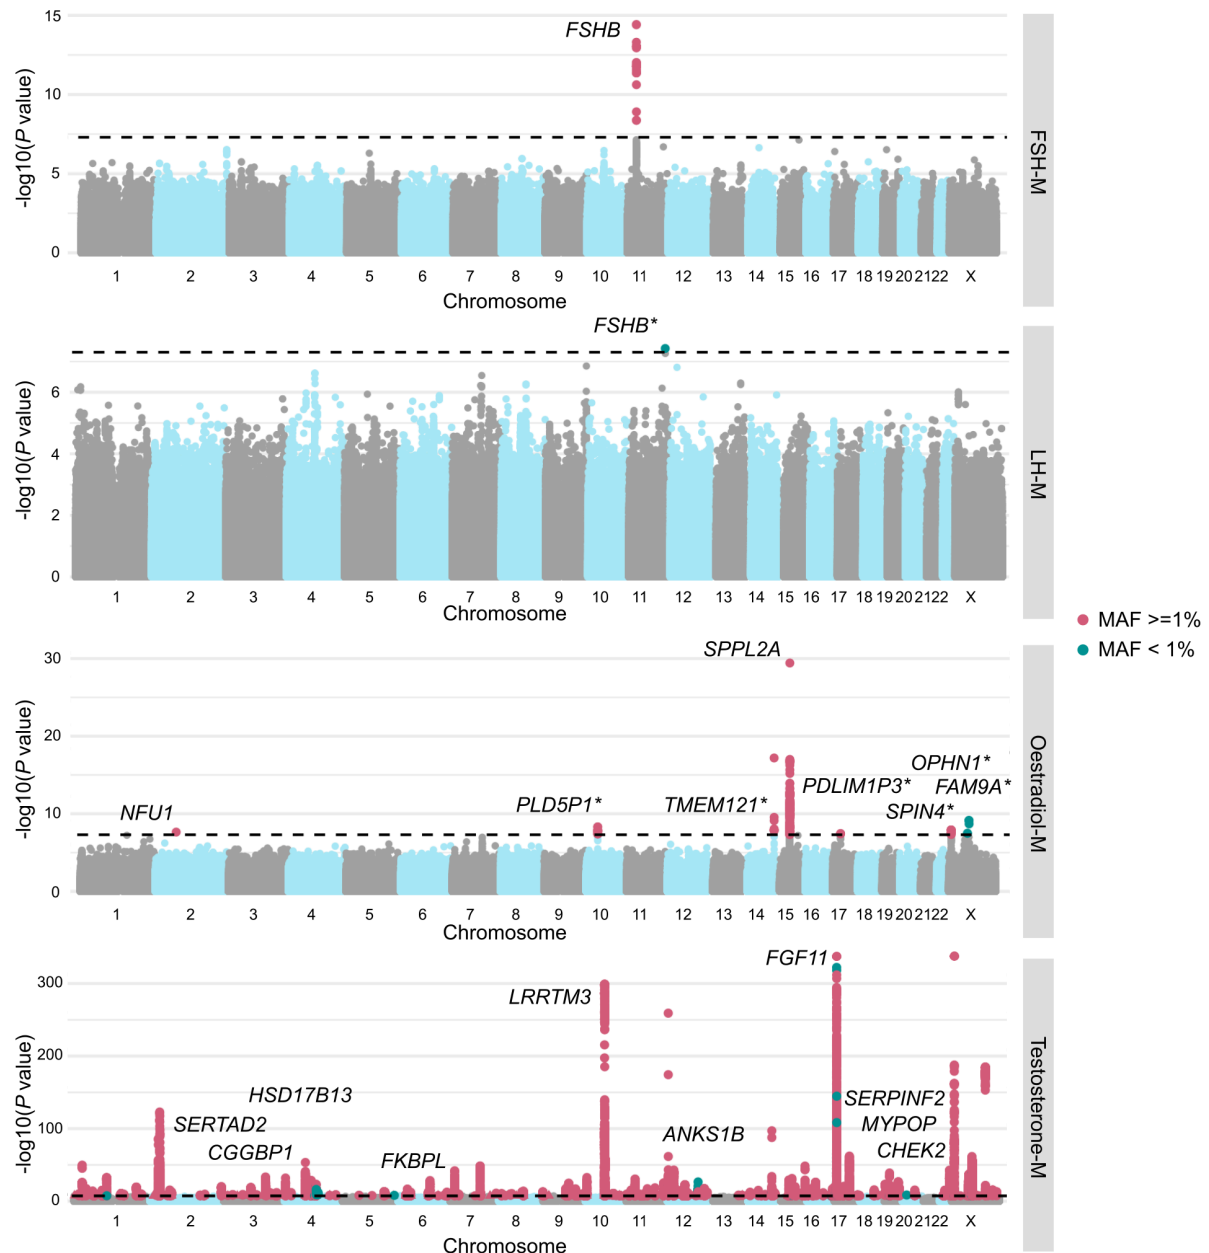 15
10
5
0
-log10(P value)
FSHB
1 2 3 4 5 6 7 8 9 10 11 12 13 14 15 16 17 18 19 20 21 22 X
Chromosome
FSH-M
6
4
2
0
-log10(P value)
FSHB*
1 2 3 4 5 6 7 8 9 10 11 12 13 14 15 16 17 18 19 20 21 22 X
Chromosome
LH-M
MAF >=1%
MAF < 1%
30
20
10
0
-log10(P value)
SPPL2A
OPHN1*
PDLIM1P3* FAM9A*
NFU1 PLD5P1* TMEM121* SPIN4*
1 2 3 4 5 6 7 8 9 10 11 12 13 14 15 16 17 18 19 20 21 22 X
Chromosome
Oestradiol-M
300
200
100
0
-log10(P value)
FGF11
LRRTM3
HSD17B13 SERPINF2
SERTAD2 ANKS1B MYPOP
CGGBP1 FKBPL CHEK2
1 2 3 4 5 6 7 8 9 10 11 12 13 14 15 16 17 18 19 20 21 22 X
Chromosome
Testosterone-M